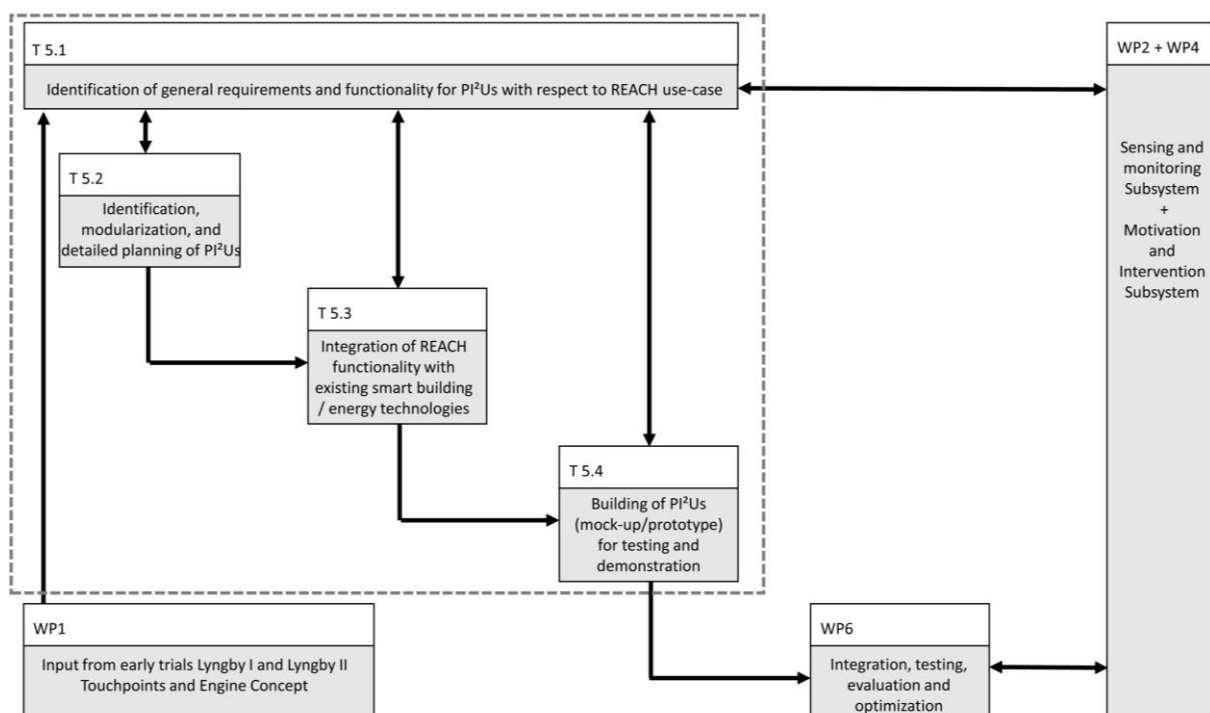 T 5.1
Identification of general requirements and functionality for PI²Us with respect to REACH use-case
WP2 + WP4
Sensing and
monitoring
Subsystem
+
Motivation
and
Intervention
Subsystem
T 5.2
Identification,
modularization, and
detailed planning of PI²Us
T 5.3
Integration of REACH
functionality with
existing smart building
/ energy technologies
T 5.4
Building of PI²Us
(mock-up/prototype)
for testing and
demonstration
WP1
Input from early trials Lyngby I and Lyngby II
Touchpoints and Engine Concept
WP6
Integration, testing,
evaluation and
optimization